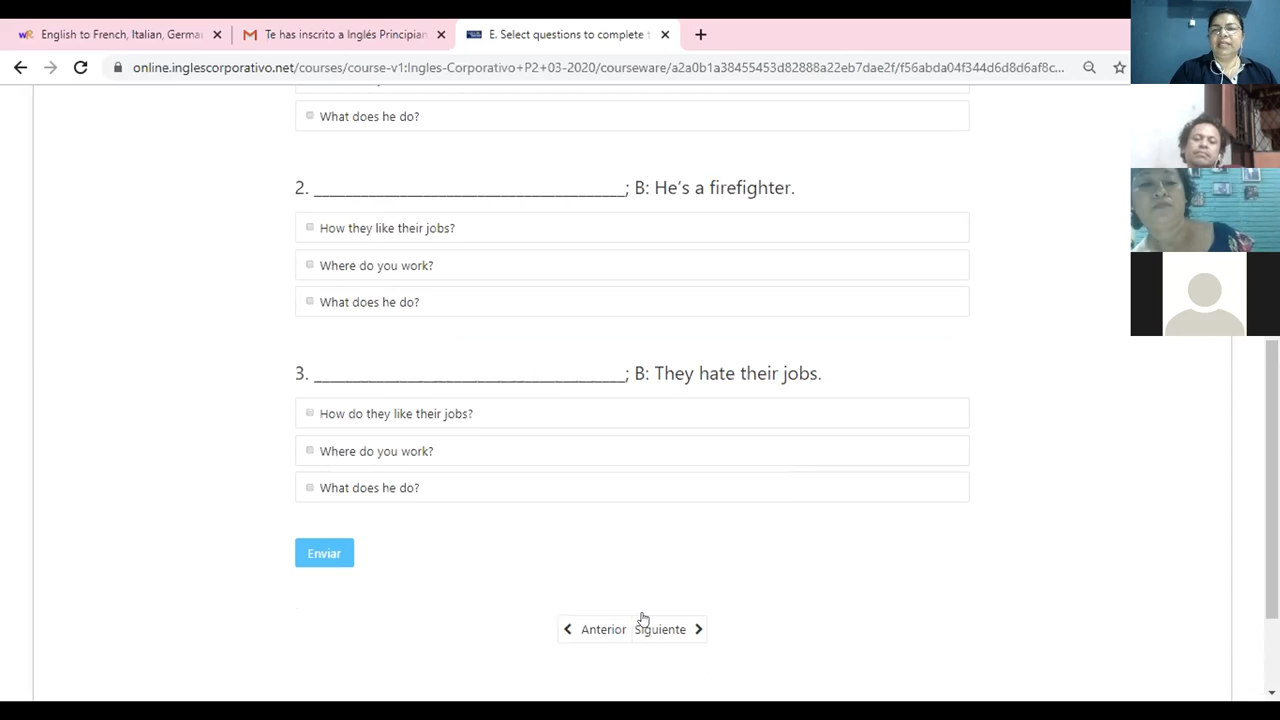 English to French, Italian, Germa
Te has inscrito a Inglés Principian
E. Select questions to complete t
online.inglescorporativo.net/courses/course-v1:Ingles-Corporativo+P2+03-2020/courseware/a2a0b1a38455453d82888a22eb7dae2f/f56abda04f344d6d8d6af8c...
What does he do?
2. ________________________________; B: He's a firefighter.
How they like their jobs?
Where do you work?
What does he do?
3. ________________________________; B: They hate their jobs.
How do they like their jobs?
Where do you work?
What does he do?
Enviar
Anterior Siguiente